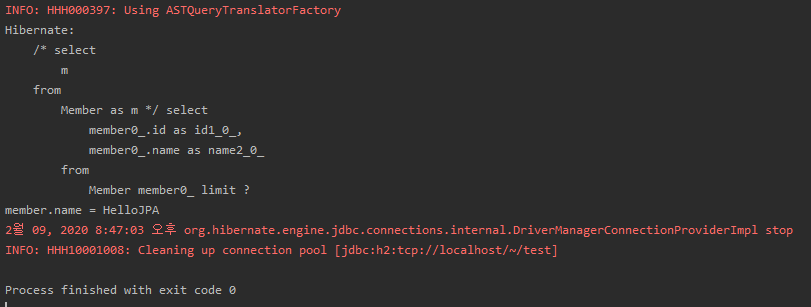 INFO: HHH000397: Using ASTQueryTranslatorFactory
Hibernate:
    /* select
        m
    from
        Member as m */ select
            member0_.id as id1_0_,
            member0_.name as name2_0_
        from
            Member member0_ limit ?
member.name = HelloJPA
2월 09, 2020 8:47:03 오후 org.hibernate.engine.jdbc.connections.internal.DriverManagerConnectionProviderImpl stop
INFO: HHH10001008: Cleaning up connection pool [jdbc:h2:tcp://localhost/~/test]

Process finished with exit code 0